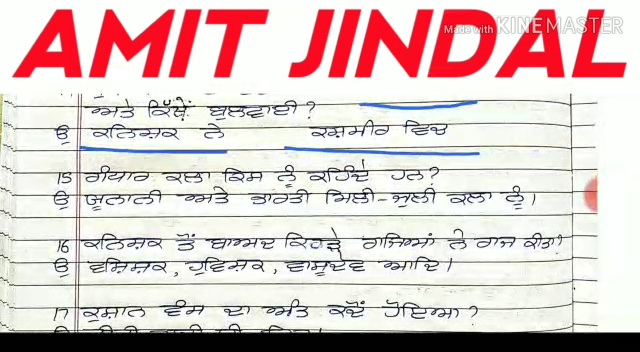 AMIT JINDAL
Made with KINEMASTER
ਅਤੇ ਕਿੱਥੇਂ ਬੁਲਵਾਈ?
ਉ ਕਨਿਸ਼ਕ ਨੇ ਕਸ਼ਮੀਰ ਵਿਚ
15 ਗੰਧਾਰ ਕਲਾ ਕਿਸ ਨੂੰ ਕਹਿੰਦੇ ਹਨ?
ਉ ਯੂਨਾਨੀ ਅਤੇ ਭਾਰਤੀ ਮਿਲੀ-ਜੁਲੀ ਕਲਾ ਨੂੰ।
16 ਕਨਿਸ਼ਕ ਤੋਂ ਬਾਅਦ ਕਿਹੜੇ ਰਾਜਿਆਂ ਨੇ ਰਾਜ ਕੀਤਾ?
ਉ ਵਸ਼ਿਸ਼ਕ, ਹੁਵਿਸ਼ਕ, ਵਾਸੂਦੇਵ ਆਦਿ।
17 ਕੁਸ਼ਾਨ ਵੰਸ਼ ਦਾ ਅੰਤ ਕਦੋਂ ਹੋਇਆ?